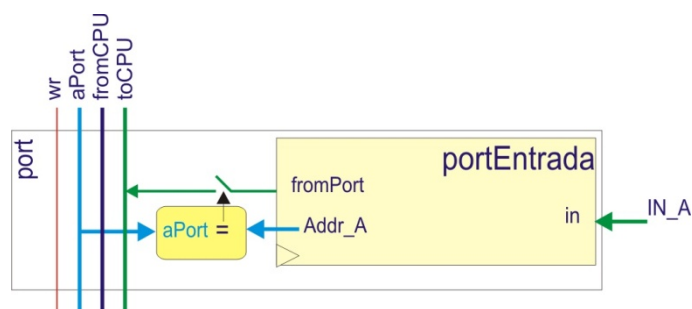 wr
aPort
fromCPU
toCPU
port
portEntrada
fromPort
aPort =
Addr_A
in
IN_A